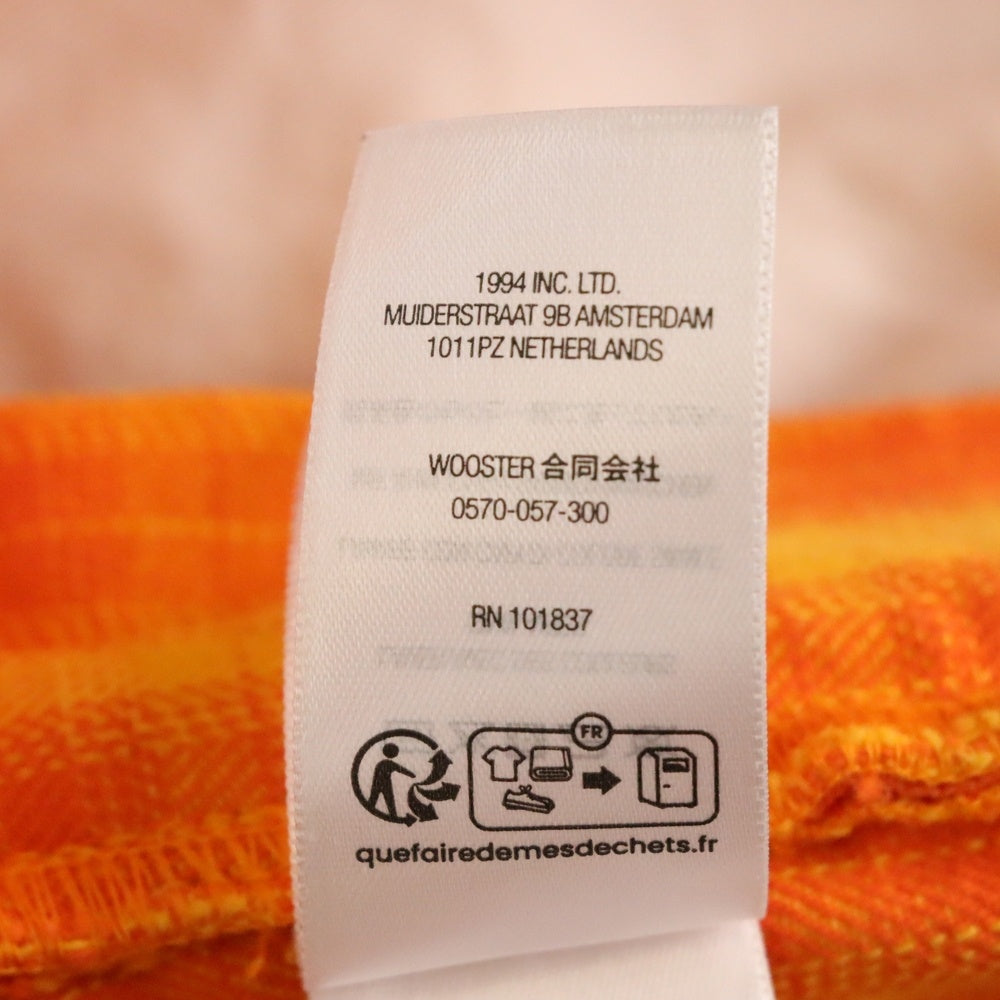 1994 INC. LTD.
MUIDERSTRAAT 9B AMSTERDAM
1011PZ NETHERLANDS
WOOSTER 合同会社
0570-057-300
RN 101837
FR
quefairedemesdechets.fr